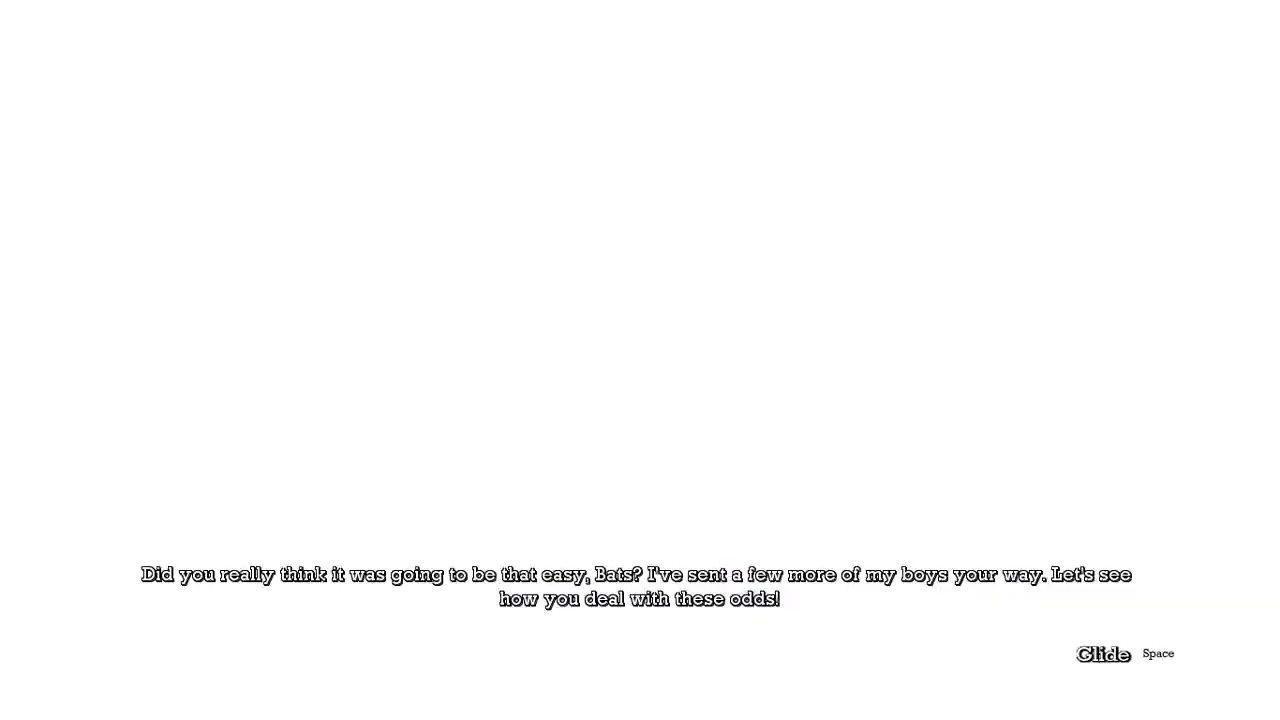 Did you really think it was going to be that easy, Bats? I've sent a few more of my boys your way. Let's see
how you deal with these odds!
Glide Space